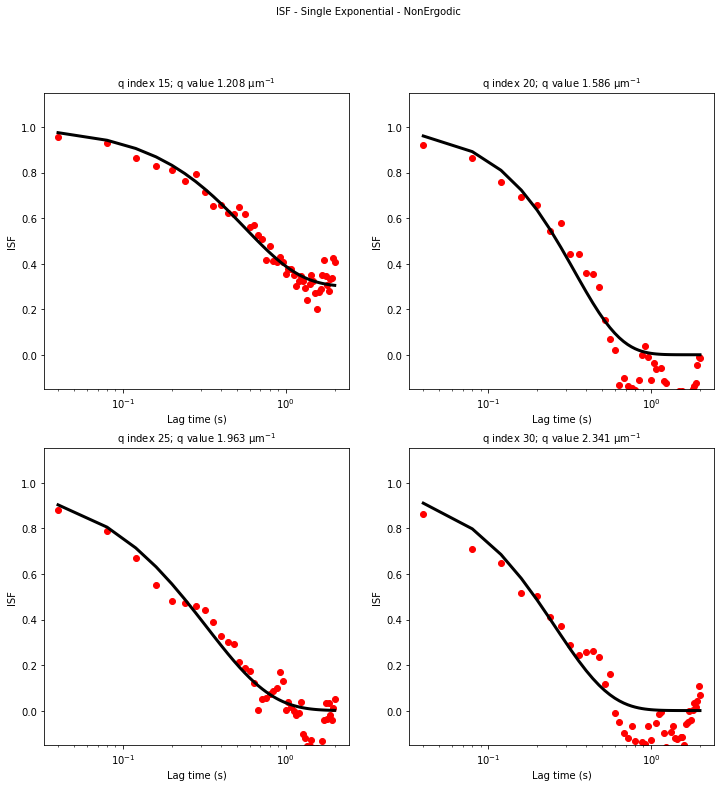 ISF - Single Exponential - NonErgodic
q index 15; q value 1.208 μm⁻¹
q index 20; q value 1.586 μm⁻¹
1.0
0.8
0.6
0.4
0.2
0.0
ISF
10⁻¹
10⁰
Lag time (s)
1.0
0.8
0.6
0.4
0.2
0.0
ISF
10⁻¹
10⁰
Lag time (s)
q index 25; q value 1.963 μm⁻¹
q index 30; q value 2.341 μm⁻¹
1.0
0.8
0.6
0.4
0.2
0.0
ISF
10⁻¹
10⁰
Lag time (s)
1.0
0.8
0.6
0.4
0.2
0.0
ISF
10⁻¹
10⁰
Lag time (s)